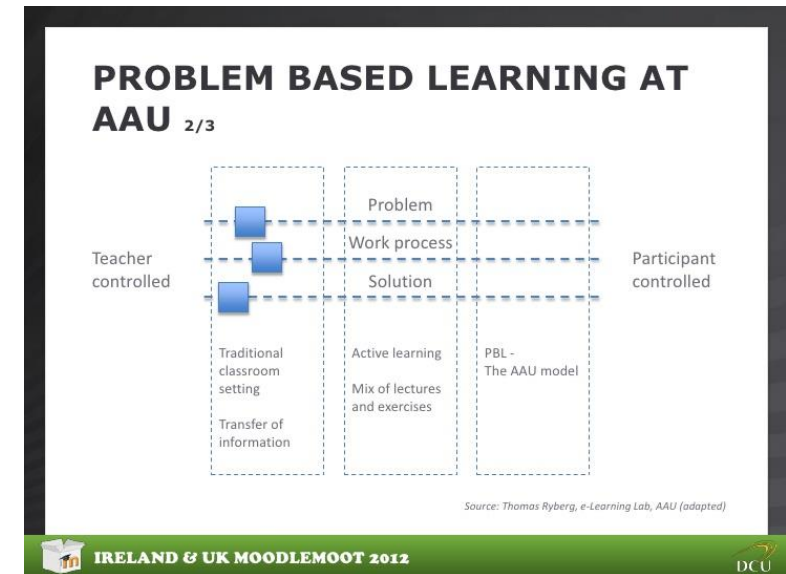 PROBLEM BASED LEARNING AT
AAU 2/3
Problem
Work process
Solution
Teacher
controlled
Participant
controlled
Traditional
classroom
setting
Transfer of
information
Active learning
Mix of lectures
and exercises
PBL -
The AAU model
Source: Thomas Ryberg, e-Learning Lab, AAU (adapted)
m
IRELAND & UK MOODLEMOOT 2012
DCU